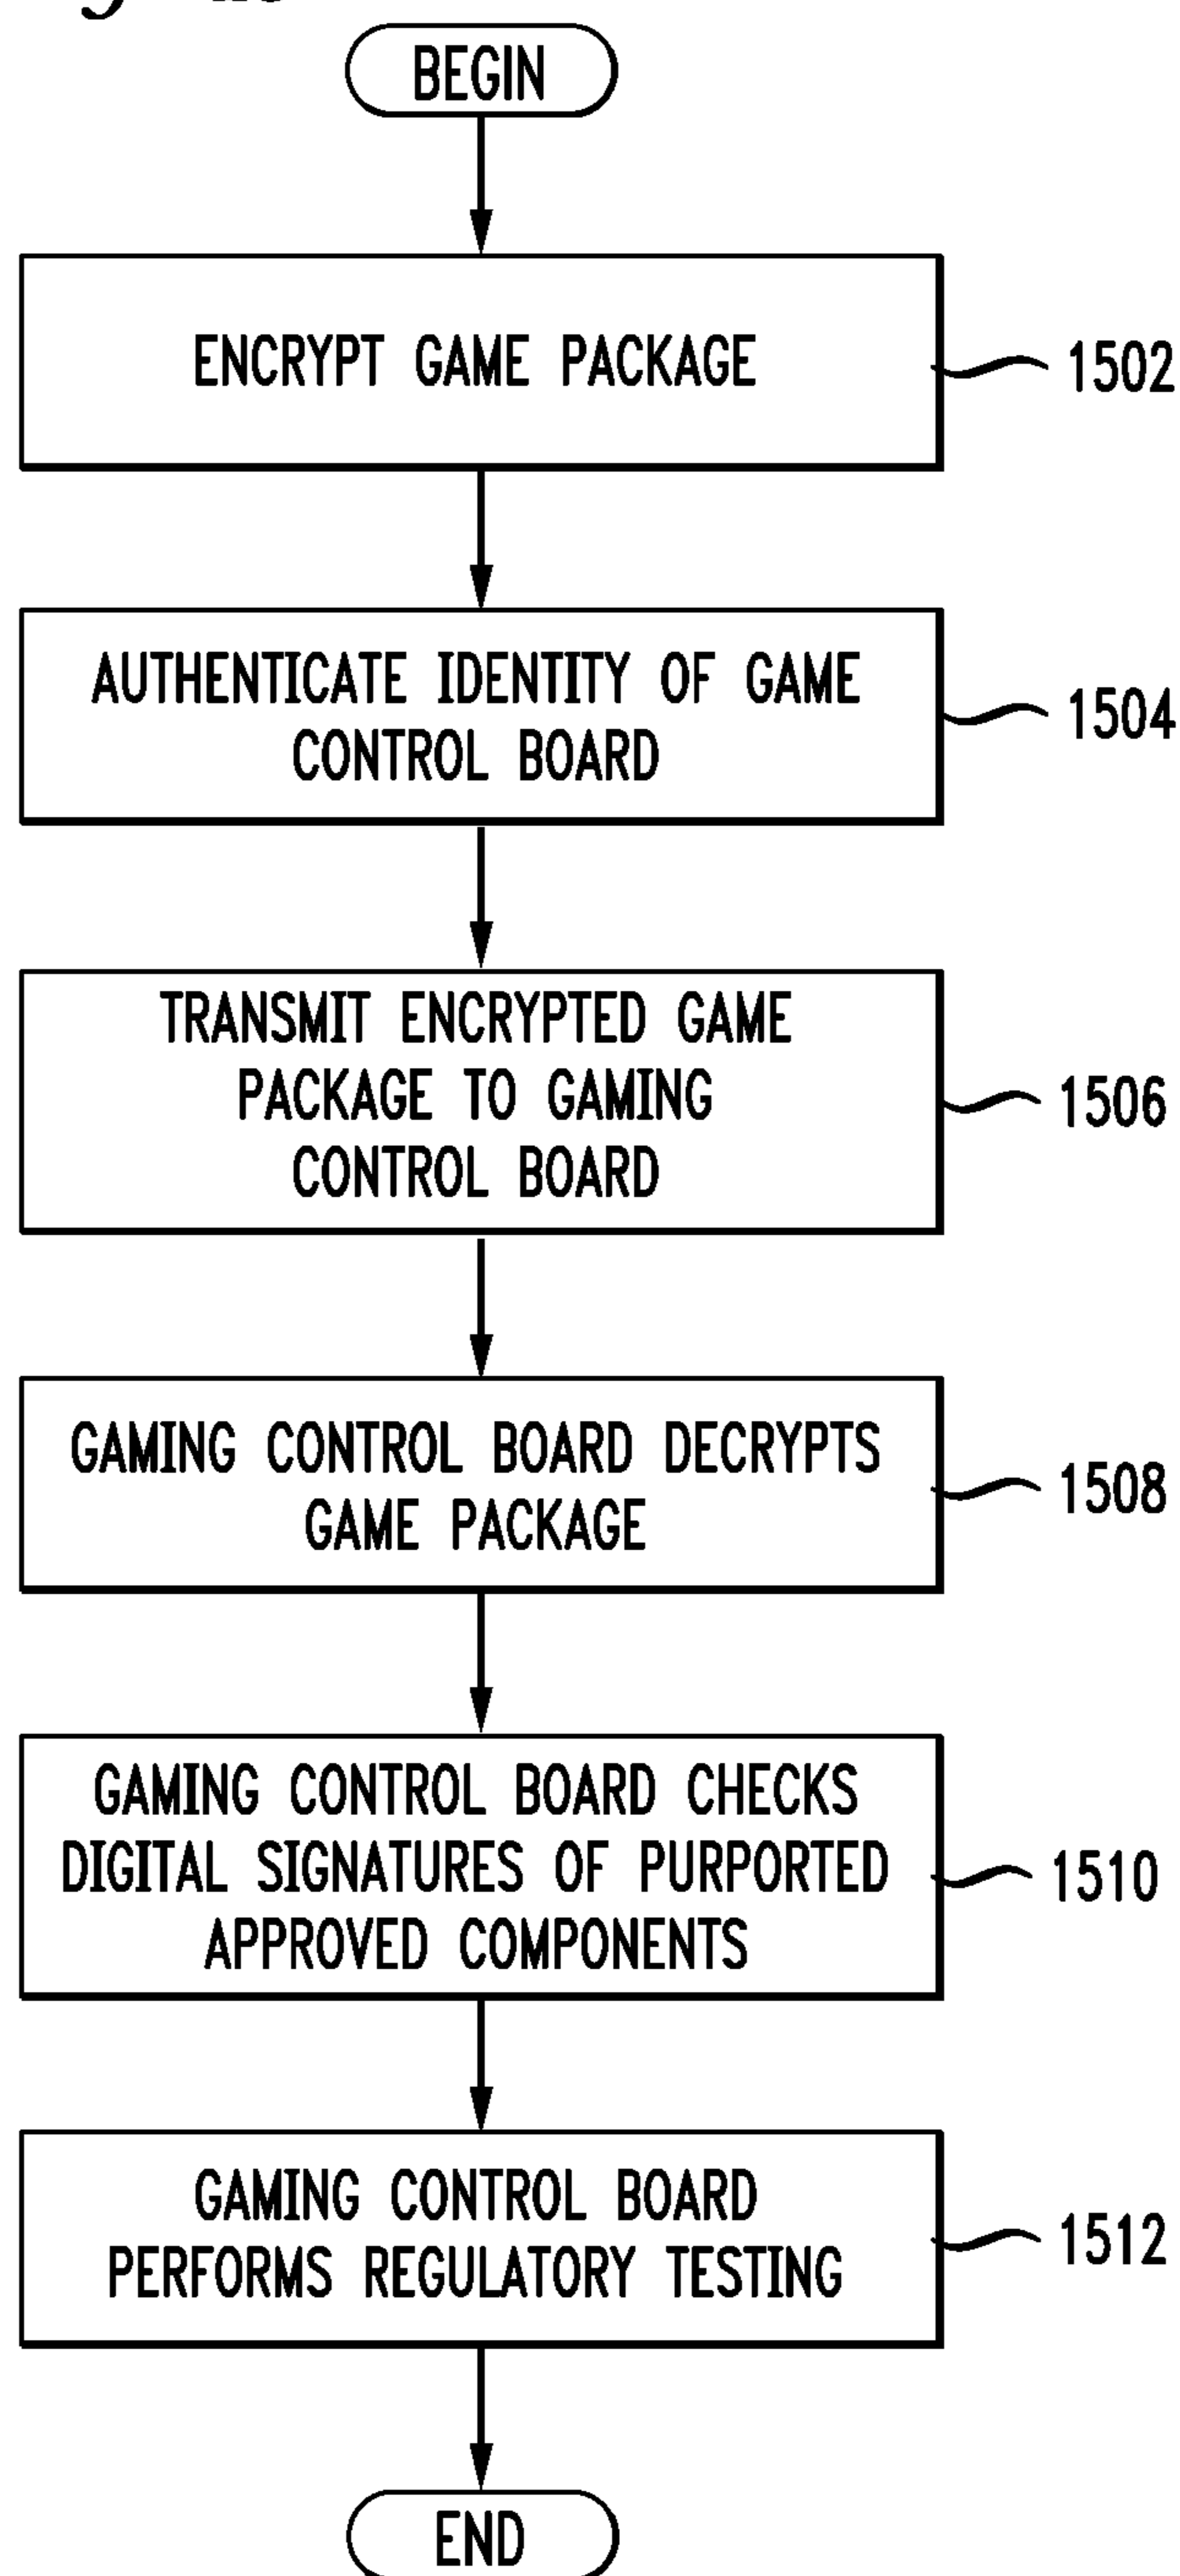 BEGIN
ENCRYPT GAME PACKAGE
1502
AUTHENTICATE IDENTITY OF GAME
CONTROL BOARD
1504
TRANSMIT ENCRYPTED GAME
PACKAGE TO GAMING
CONTROL BOARD
1506
GAMING CONTROL BOARD DECRYPTS
GAME PACKAGE
1508
GAMING CONTROL BOARD CHECKS
DIGITAL SIGNATURES OF PURPORTED
APPROVED COMPONENTS
1510
GAMING CONTROL BOARD
PERFORMS REGULATORY TESTING
1512
END